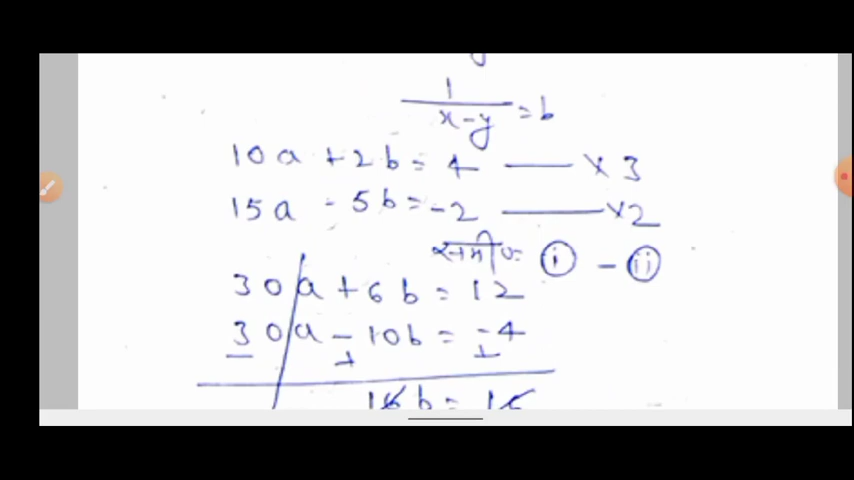 1
x-y = b
10a + 2b = 4 —— × 3
15a - 5b = -2 —— ×2
समी० (i) - (ii)
30a + 6b = 12
30a - 10b = -4
- + +
16b = 16